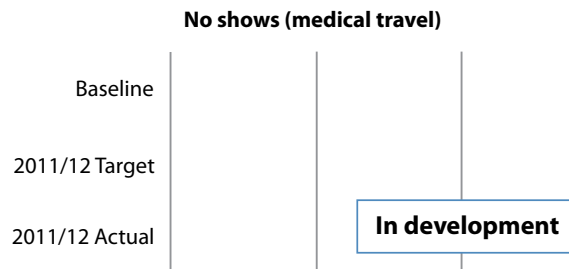 No shows (medical travel)
Baseline
2011/12 Target
2011/12 Actual
In development